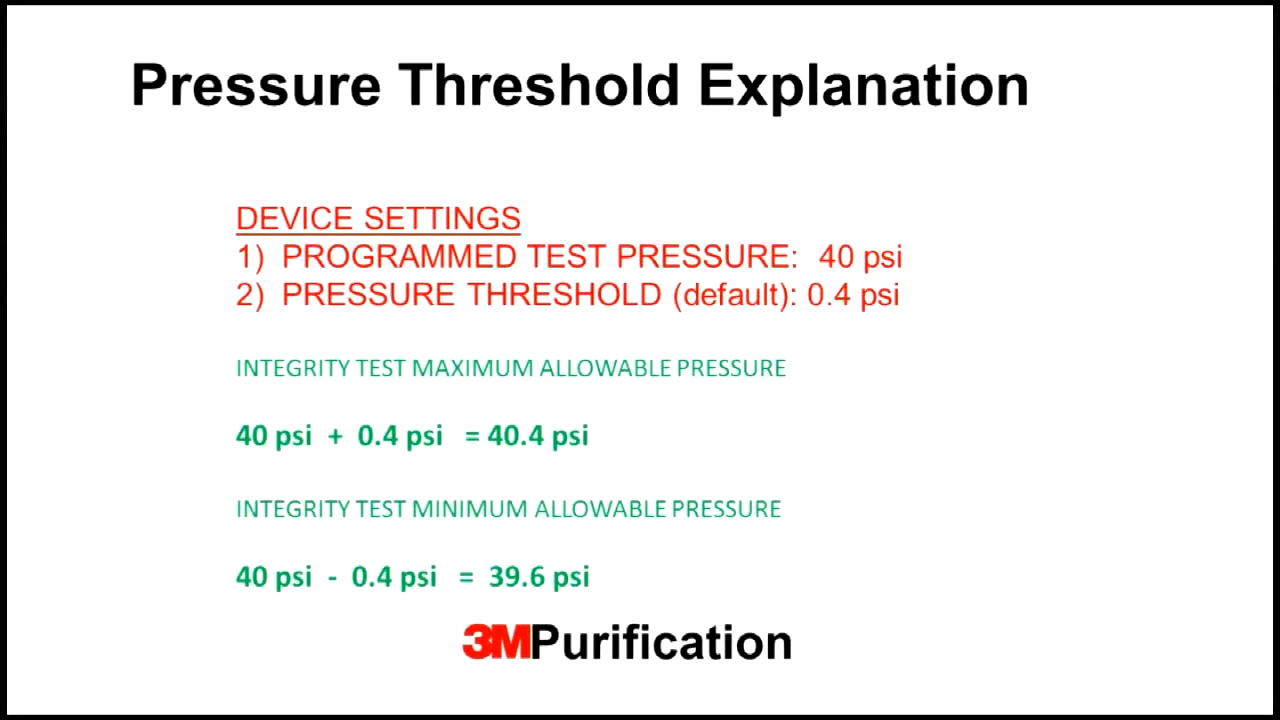 Pressure Threshold Explanation
DEVICE SETTINGS
1) PROGRAMMED TEST PRESSURE: 40 psi
2) PRESSURE THRESHOLD (default): 0.4 psi
INTEGRITY TEST MAXIMUM ALLOWABLE PRESSURE
40 psi + 0.4 psi = 40.4 psi
INTEGRITY TEST MINIMUM ALLOWABLE PRESSURE
40 psi - 0.4 psi = 39.6 psi
3MPurification